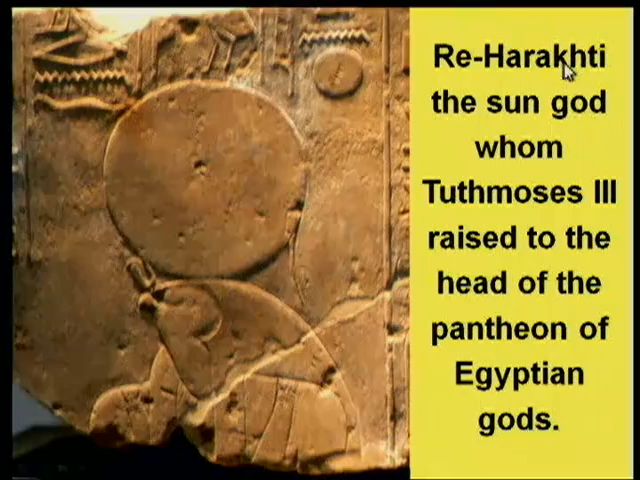 Re-Harakhti
the sun god
whom
Tuthmoses III
raised to the
head of the
pantheon of
Egyptian
gods.